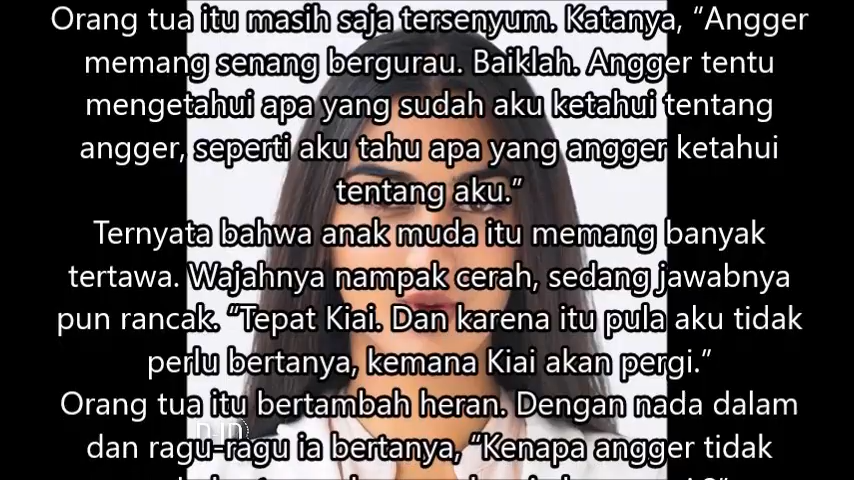 Orang tua itu masih saja tersenyum. Katanya, “Angger
memang senang bergurau. Baiklah. Angger tentu
mengetahui apa yang sudah aku ketahui tentang
angger, seperti aku tahu apa yang angger ketahui
tentang aku.”
Ternyata bahwa anak muda itu memang banyak
tertawa. Wajahnya nampak cerah, sedang jawabnya
pun rancak. “Tepat Kiai. Dan karena itu pula aku tidak
perlu bertanya, kemana Kiai akan pergi.”
Orang tua itu bertambah heran. Dengan nada dalam
dan ragu-ragu ia bertanya, “Kenapa angger tidak